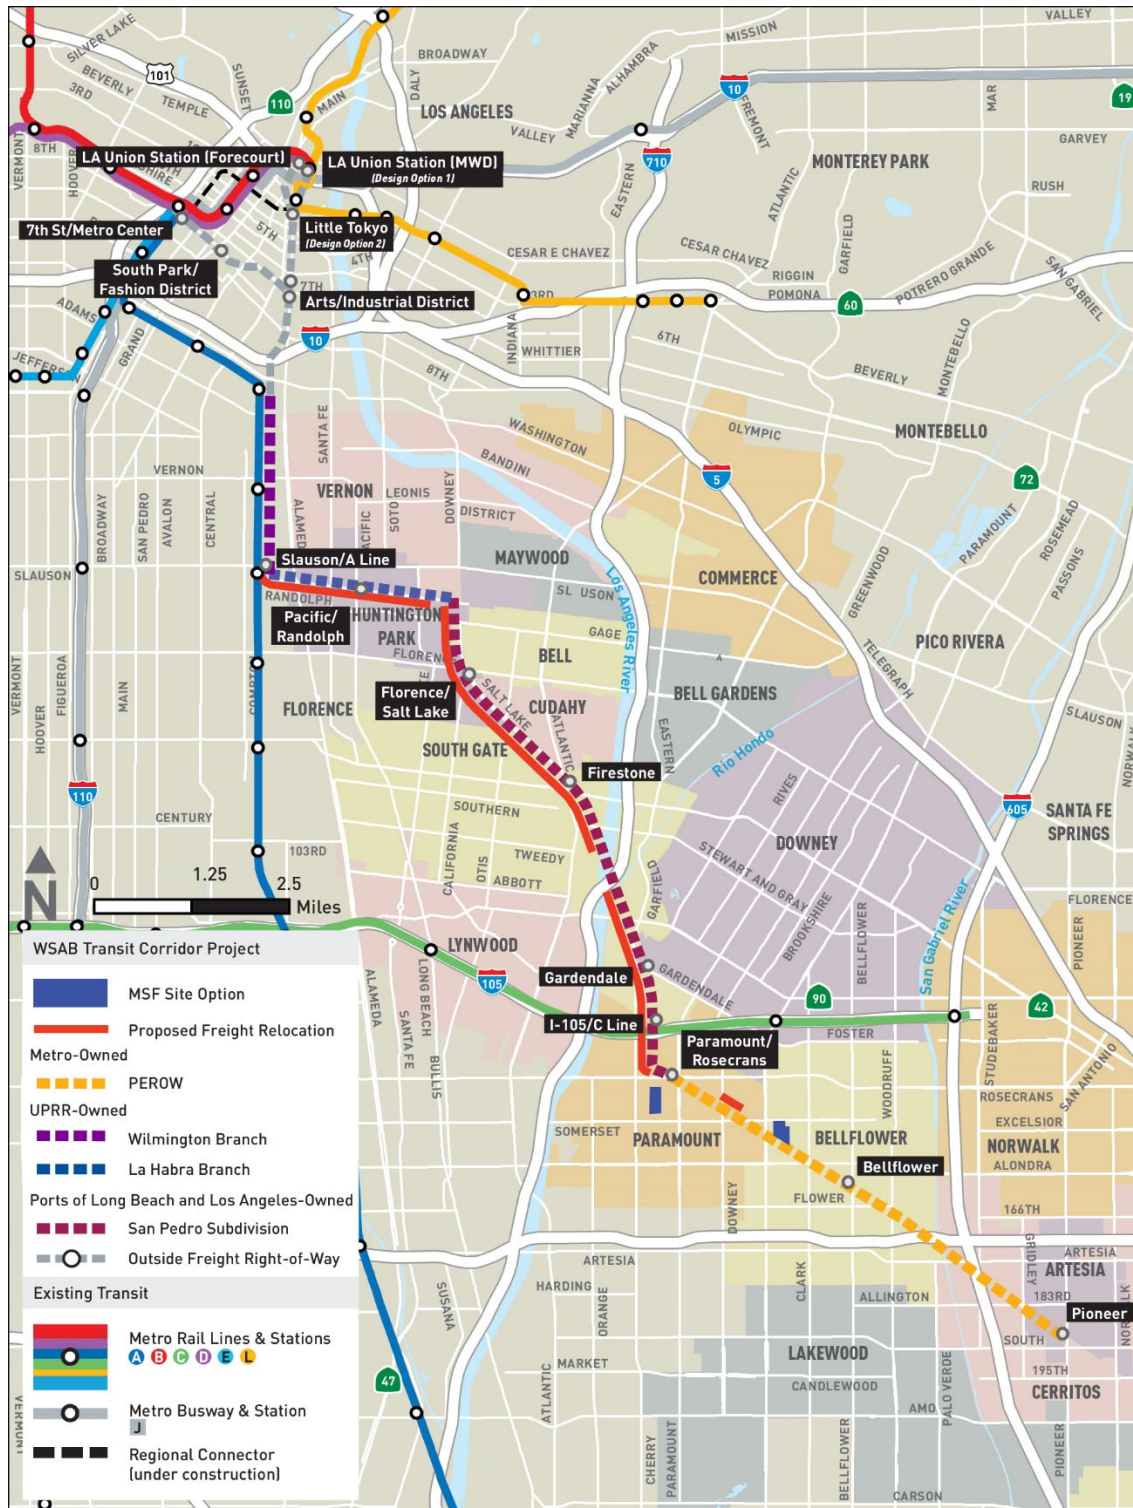 VALLEY
MISSION
SILVER LAKE
BROADWAY
ALHAMBRA
101
BEVERLY
SUNSET
DALY
MARIANNA
10
3RD
TEMPLE
110
MAIN
LOS ANGELES
FREMONT
MAR
19
VERMONT
8TH
HOOVER
VALLEY
GARVEY
LA Union Station (Forecourt)
LA Union Station (MWD)
(Design Option 1)
710
MONTEREY PARK
EASTERN
ATLANTIC
RUSH
7th St/Metro Center
5TH
Little Tokyo
(Design Option 2)
4TH
CESAR E CHAVEZ
CESAR CHAVEZ
GARFIELD
RIGGIN
POTRERO GRANDE
SAN GABRIEL
South Park/
Fashion District
7TH
Arts/Industrial District
3RD
POMONA
60
ADAMS
GRAND
10
INDIANA
6TH
JEFFERSON
WHITTIER
8TH
BEVERLY
MONTEBELLO
SANTA FE
WASHINGTON
OLYMPIC
MONTEBELLO
BANDINI
5
72
VERNON
VERNON
LEONIS
DOWNEY
BROADWAY
SAN PEDRO
AVALON
CENTRAL
PACIFIC
SOTO
DISTRICT
PARAMOUNT
ROSEMEAD
PASSONS
Slauson/A Line
MAYWOOD
COMMERCE
GREENWOOD
SLAUSON
RANDOLPH
SLAUSON
Los Angeles River
Pacific/
Randolph
HUNTINGTON
PARK
GAGE
PICO RIVERA
TELEGRAPH
BELL
VERMONT
HOOVER
FIGUEROA
MAIN
COMPTON
FLORENCE
BELL GARDENS
SLAUSON
NORWALK
Florence/
Salt Lake
SALT LAKE
CUDAHY
ATLANTIC
EASTERN
Rio Hondo
SOUTH GATE
Firestone
RIVES
110
605
SOUTHERN
SANTA FE
SPRINGS
CENTURY
DOWNEY
103RD
CALIFORNIA
OTIS
TWEEDY
ABBOTT
STEWART AND GRAY
GARFIELD
BROOKSHIRE
BELLFLOWER
San Gabriel River
FLORENCE
PIONEER
N
0
1.25
2.5
Miles
LYNWOOD
105
Gardendale
GARDENDALE
90
42
I-105/C Line
FOSTER
Paramount/
Rosecrans
ALAMEDA
LONG BEACH
SANTA FE
BULLIS
WOODRUFF
STUDEBAKER
SAN ANTONIO
ROSECRANS
EXCELSIOR
SOMERSET
PARAMOUNT
BELLFLOWER
NORWALK
ALONDRA
Bellflower
DOWNEY
FLOWER
166TH
ARTESIA
GRIDLEY
ARTESIA
ARTESIA
HARDING
ORANGE
CLARK
ALLINGTON
183RD
SUSANA
Pioneer
SOUTH
LAKEWOOD
MARKET
195TH
CANDLEWOOD
CERRITOS
47
ATLANTIC
PALO VERDE
CHERRY
PARAMOUNT
BELLFLOWER
PIONEER
CARSON
VERMONT
WSAB Transit Corridor Project
MSF Site Option
Proposed Freight Relocation
Metro-Owned
PEROW
UPRR-Owned
Wilmington Branch
La Habra Branch
Ports of Long Beach and Los Angeles-Owned
San Pedro Subdivision
Outside Freight Right-of-Way
Existing Transit
Metro Rail Lines & Stations
A B C D E L
Metro Busway & Station
J
Regional Connector
(under construction)